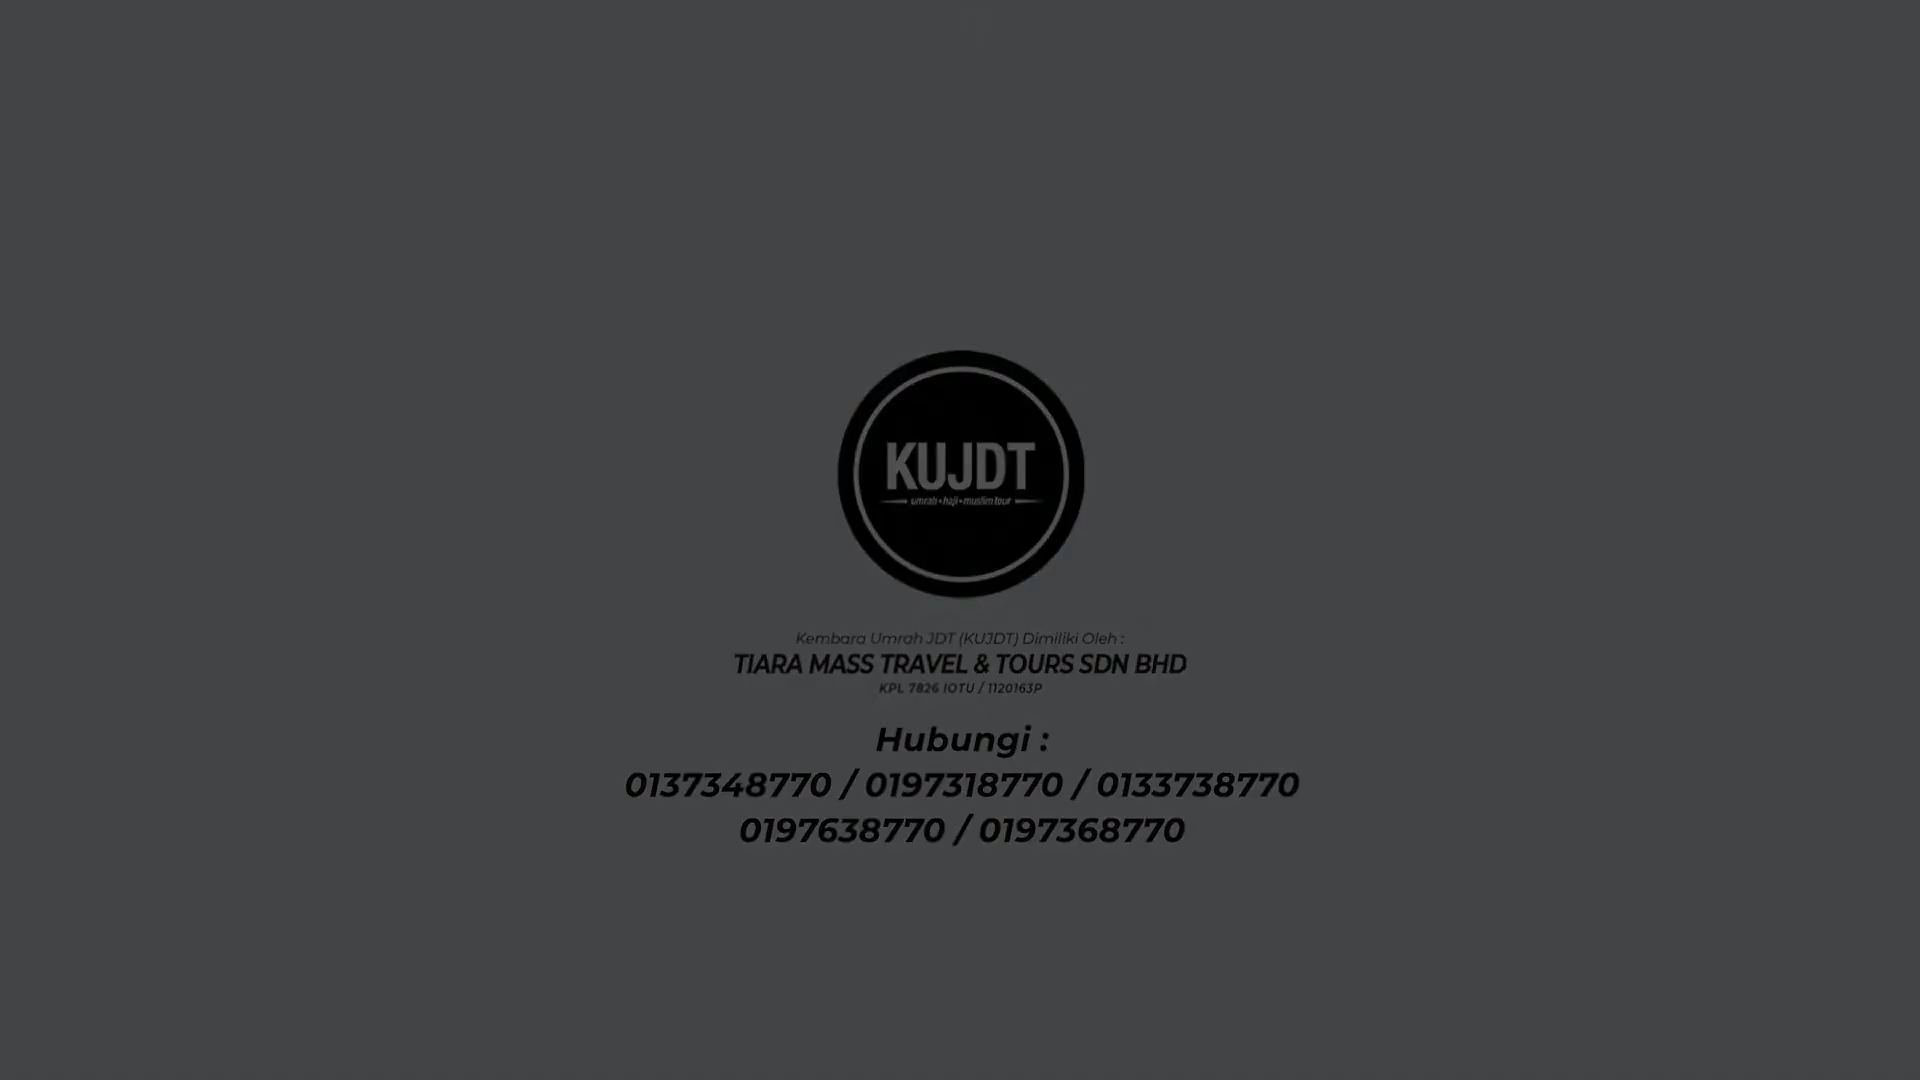 KUJDT
umrah • haji • muslim tour
Kembara Umrah JDT (KUJDT) Dimiliki Oleh :
TIARA MASS TRAVEL & TOURS SDN BHD
KPL 7826 IOTU / 1120163P
Hubungi :
0137348770 / 0197318770 / 0133738770
0197638770 / 0197368770